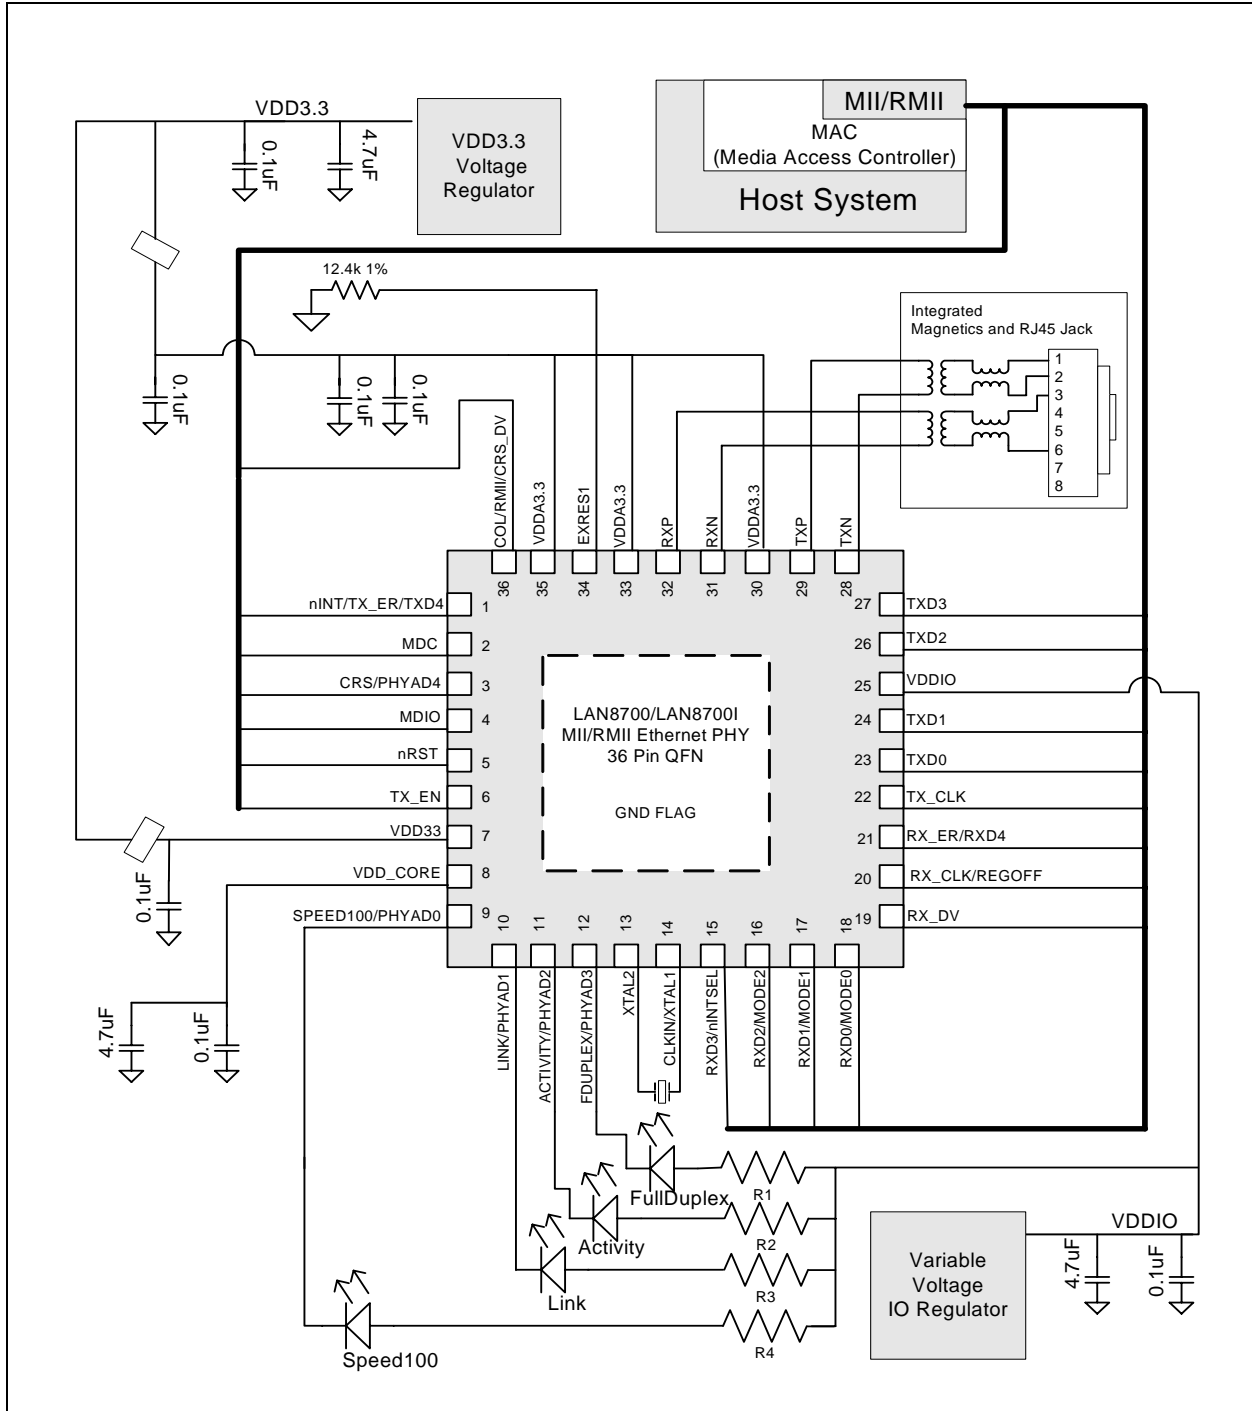 VDD3.3
0.1uF
4.7uF
VDD3.3
Voltage
Regulator
MII/RMII
MAC
(Media Access Controller)
Host System
12.4k 1%
Integrated
Magnetics and RJ45 Jack
1
2
3
4
5
6
7
8
0.1uF
0.1uF
0.1uF
COL/RMII/CRS_DV
VDDA3.3
EXRES1
VDDA3.3
RXP
RXN
VDDA3.3
TXP
TXN
36
35
34
33
32
31
30
29
28
nINT/TX_ER/TXD4
1
MDC
2
CRS/PHYAD4
3
MDIO
4
nRST
5
TX_EN
6
VDD33
7
VDD_CORE
8
SPEED100/PHYAD0
9
LAN8700/LAN8700I
MII/RMII Ethernet PHY
36 Pin QFN
GND FLAG
27
TXD3
26
TXD2
25
VDDIO
24
TXD1
23
TXD0
22
TX_CLK
21
RX_ER/RXD4
20
RX_CLK/REGOFF
19
RX_DV
10
11
12
13
14
15
16
17
18
LINK/PHYAD1
ACTIVITY/PHYAD2
FDUPLEX/PHYAD3
XTAL2
CLKIN/XTAL1
RXD3/nINTSEL
RXD2/MODE2
RXD1/MODE1
RXD0/MODE0
0.1uF
4.7uF
0.1uF
FullDuplex
R1
Activity
R2
Link
R3
Speed100
R4
Variable
Voltage
IO Regulator
VDDIO
4.7uF
0.1uF